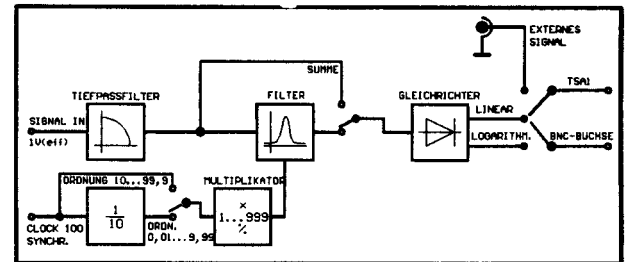 EXTERNES
SIGNAL
SUMME
TIEFPASSFILTER
FILTER
GLEICHRICHTER
TSA1
SIGNAL IN
1V(eff)
LINEAR
LOGARITHM.
BNC-BUCHSE
ORDNUNG 10...99,9
MULTIPLIKATOR
1
10
×
1...999
%
CLOCK 100
SYNCHR.
ORDN.
0,01...9,99